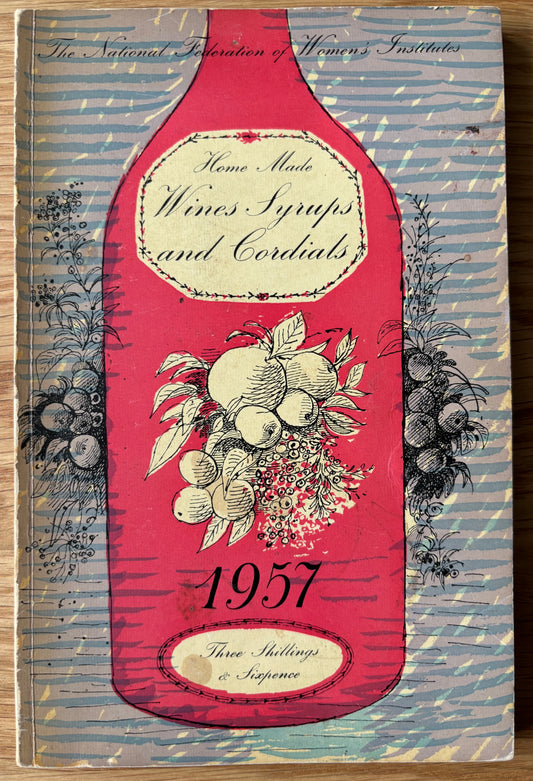 The National Federation of Women's Institutes
Home Made
Wines Syrups
and Cordials
1957
Three Shillings
& Sixpence